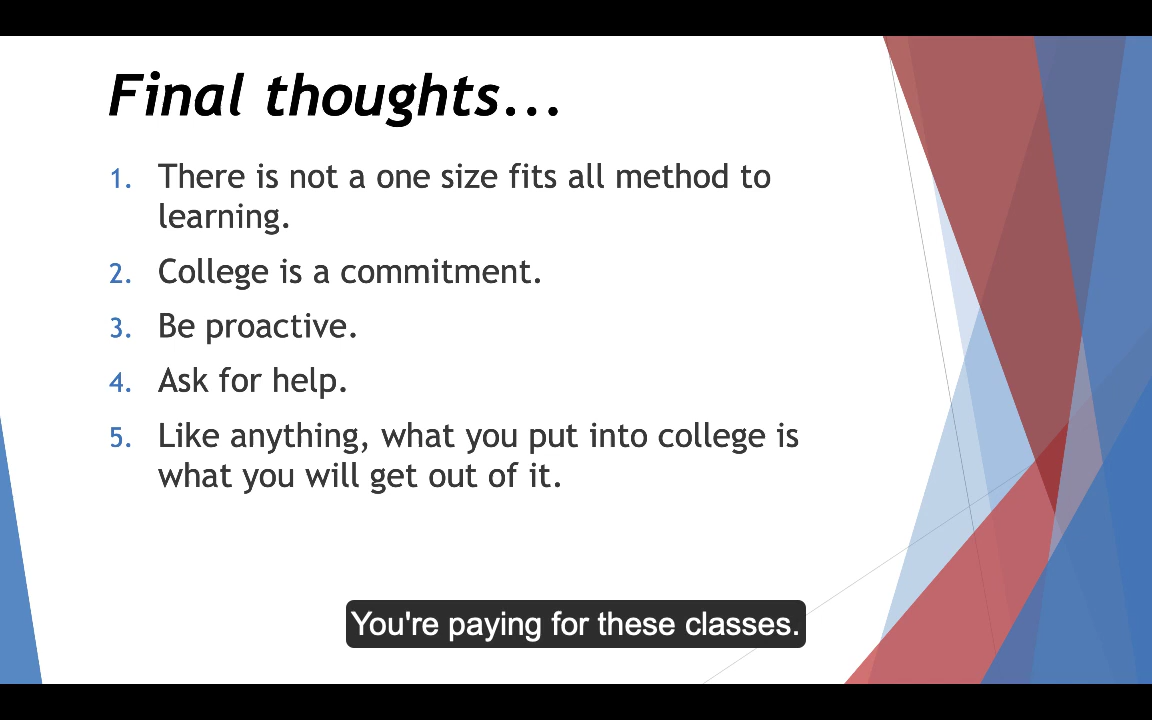 Final thoughts...
1. There is not a one size fits all method to
learning.
2. College is a commitment.
3. Be proactive.
4. Ask for help.
5. Like anything, what you put into college is
what you will get out of it.
You're paying for these classes.